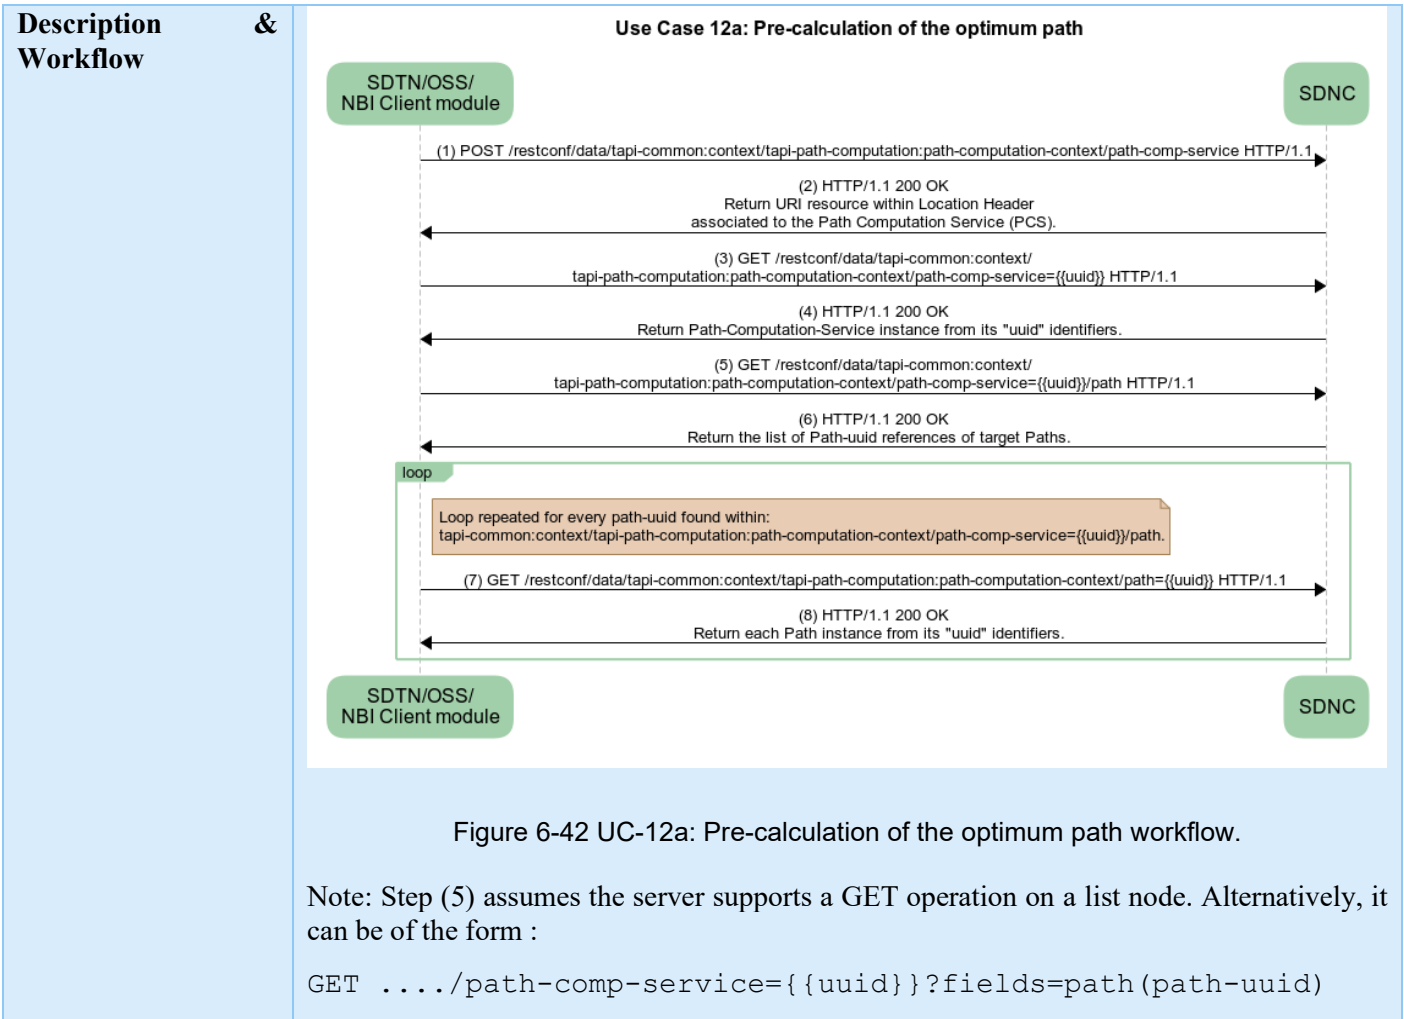 Description &
Workflow
Use Case 12a: Pre-calculation of the optimum path
SDTN/OSS/
NBI Client module
SDNC
(1) POST /restconf/data/tapi-common:context/tapi-path-computation:path-computation-context/path-comp-service HTTP/1.1
(2) HTTP/1.1 200 OK
Return URI resource within Location Header
associated to the Path Computation Service (PCS).
(3) GET /restconf/data/tapi-common:context/
tapi-path-computation:path-computation-context/path-comp-service={{uuid}} HTTP/1.1
(4) HTTP/1.1 200 OK
Return Path-Computation-Service instance from its "uuid" identifiers.
(5) GET /restconf/data/tapi-common:context/
tapi-path-computation:path-computation-context/path-comp-service={{uuid}}/path HTTP/1.1
(6) HTTP/1.1 200 OK
Return the list of Path-uuid references of target Paths.
loop
Loop repeated for every path-uuid found within:
tapi-common:context/tapi-path-computation:path-computation-context/path-comp-service={{uuid}}/path.
(7) GET /restconf/data/tapi-common:context/tapi-path-computation:path-computation-context/path={{uuid}} HTTP/1.1
(8) HTTP/1.1 200 OK
Return each Path instance from its "uuid" identifiers.
SDTN/OSS/
NBI Client module
SDNC
Figure 6-42 UC-12a: Pre-calculation of the optimum path workflow.
Note: Step (5) assumes the server supports a GET operation on a list node. Alternatively, it
can be of the form :
GET ..../path-comp-service={{uuid}}?fields=path(path-uuid)